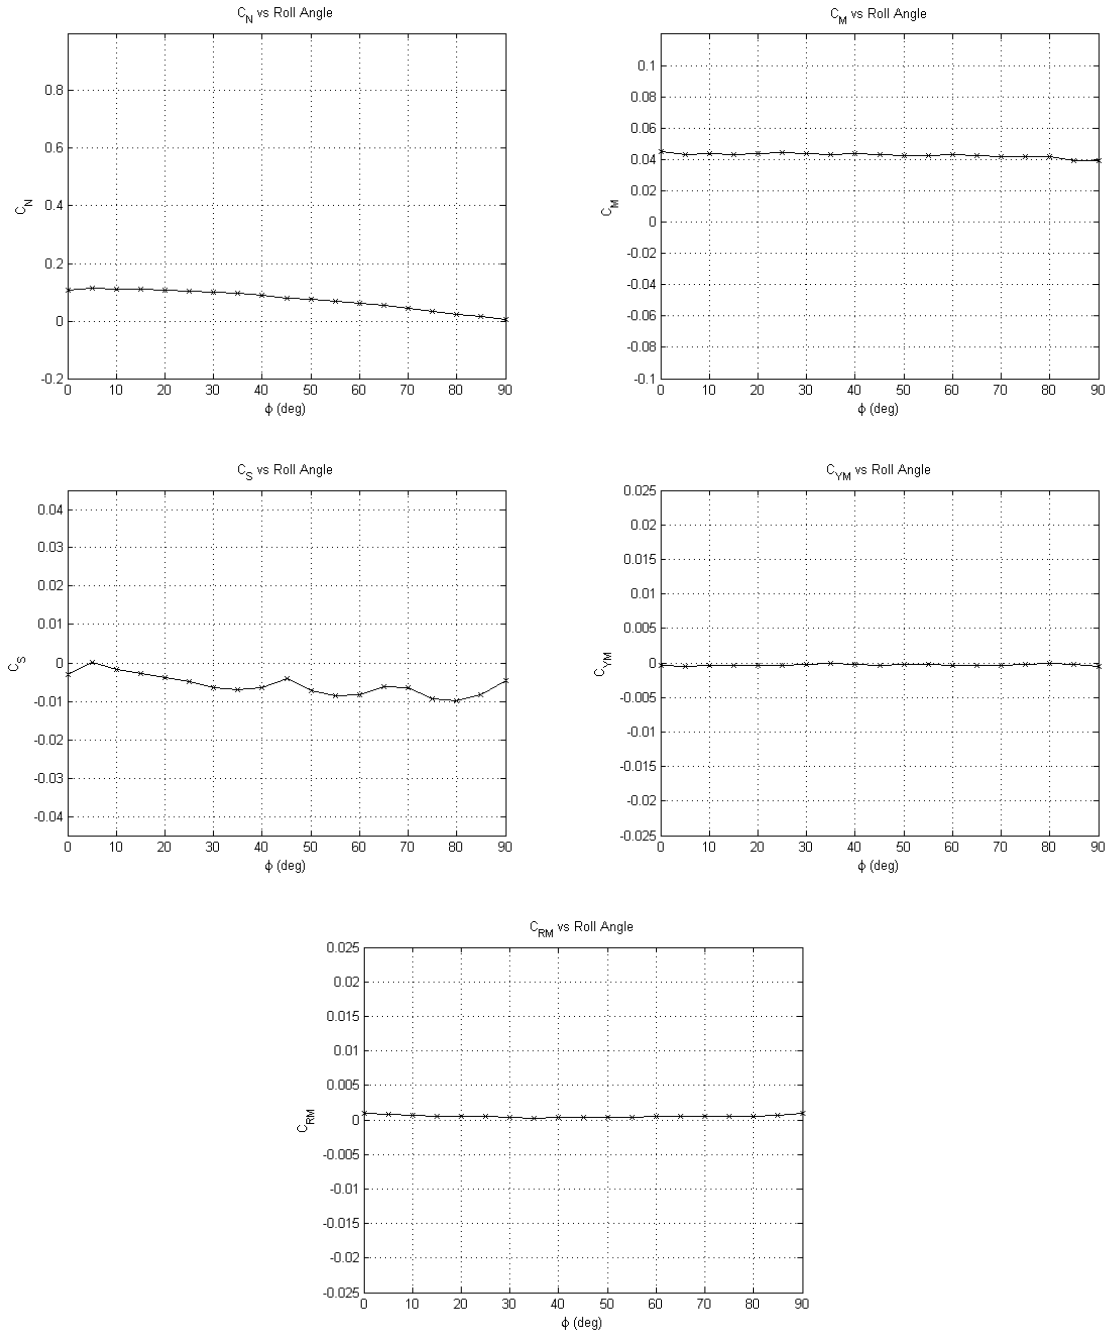 C_N vs Roll Angle
0.8
0.6
0.4
0.2
0
-0.2
C_N
0 10 20 30 40 50 60 70 80 90
ϕ (deg)
C_M vs Roll Angle
0.1
0.08
0.06
0.04
0.02
0
-0.02
-0.04
-0.06
-0.08
-0.1
C_M
0 10 20 30 40 50 60 70 80 90
ϕ (deg)
C_S vs Roll Angle
0.04
0.03
0.02
0.01
0
-0.01
-0.02
-0.03
-0.04
C_S
0 10 20 30 40 50 60 70 80 90
ϕ (deg)
C_YM vs Roll Angle
0.025
0.02
0.015
0.01
0.005
0
-0.005
-0.01
-0.015
-0.02
-0.025
C_YM
0 10 20 30 40 50 60 70 80 90
ϕ (deg)
C_RM vs Roll Angle
0.025
0.02
0.015
0.01
0.005
0
-0.005
-0.01
-0.015
-0.02
-0.025
C_RM
0 10 20 30 40 50 60 70 80 90
ϕ (deg)